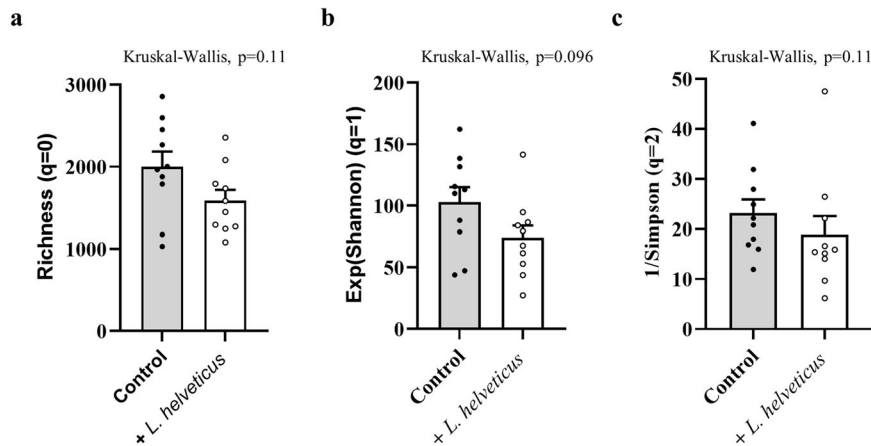 a
Kruskal-Wallis, p=0.11
Richness (q=0)
3000
2000
1000
0
Control
+ L. helveticus
b
Kruskal-Wallis, p=0.096
Exp(Shannon) (q=1)
200
150
100
50
0
Control
+ L. helveticus
c
Kruskal-Wallis, p=0.11
1/Simpson (q=2)
50
40
30
20
10
0
Control
+ L. helveticus